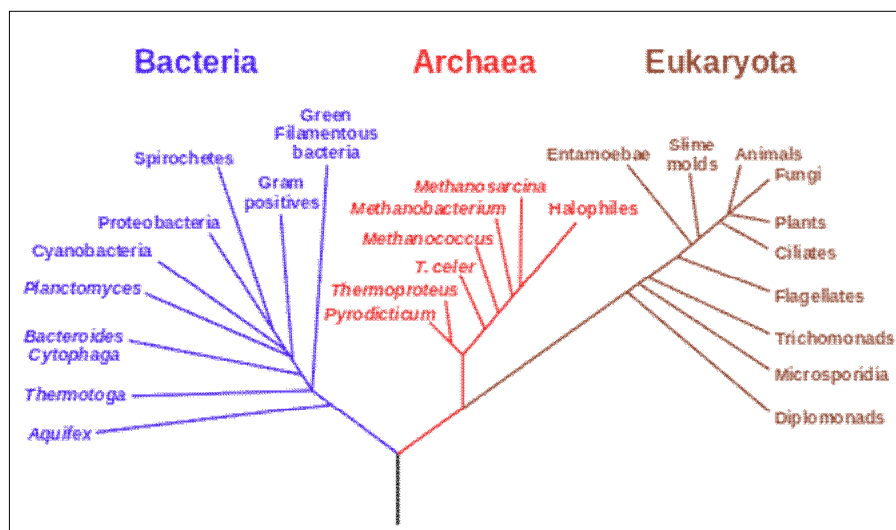 Bacteria
Archaea
Eukaryota
Green
Filamentous
bacteria
Spirochetes
Gram
positives
Proteobacteria
Cyanobacteria
Planctomyces
Bacteroides
Cytophaga
Thermotoga
Aquifex
Methanosarcina
Methanobacterium
Halophiles
Methanococcus
T. celer
Thermoproteus
Pyrodicticum
Entamoebae
Slime
molds
Animals
Fungi
Plants
Ciliates
Flagellates
Trichomonads
Microsporidia
Diplomonads